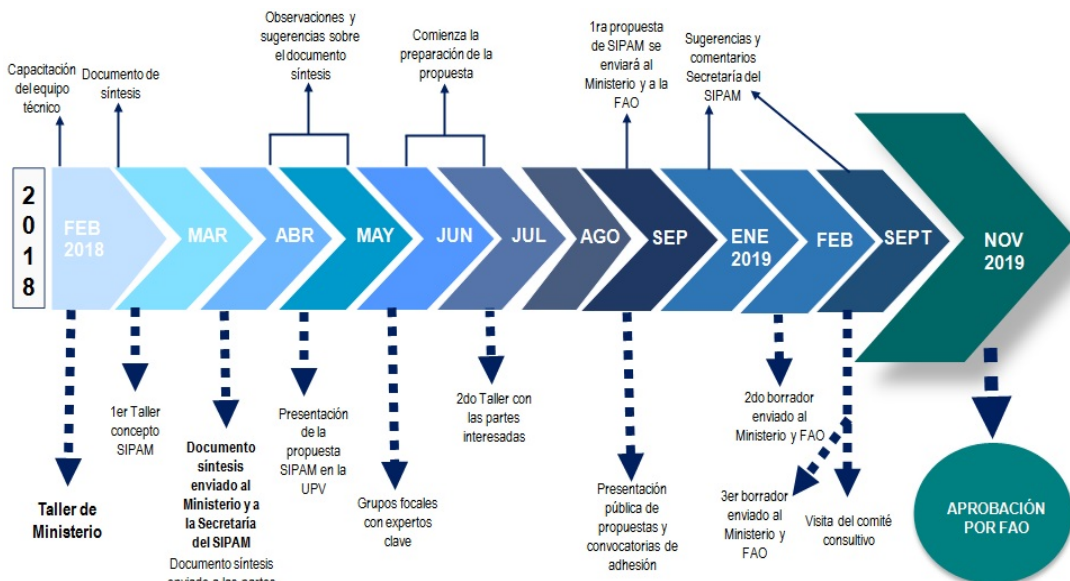 Capacitación
del equipo
técnico
Documento de
síntesis
Observaciones y
sugerencias sobre
el documento
síntesis
Comienza la
preparación de la
propuesta
1ra propuesta
de SIPAM se
enviará al
Ministerio y a la
FAO
Sugerencias y
comentarios
Secretaría del
SIPAM
2
0
1
8
FEB
2018
MAR
ABR
MAY
JUN
JUL
AGO
SEP
ENE
2019
FEB
SEPT
NOV
2019
Taller de
Ministerio
1er Taller
concepto
SIPAM
Documento
síntesis
enviado al
Ministerio y a
la Secretaría
del SIPAM
Documento síntesis
Presentación
de la
propuesta
SIPAM en la
UPV
Grupos focales
con expertos
clave
2do Taller con
las partes
interesadas
Presentación
pública de
propuestas y
convocatorias de
adhesión
2do borrador
enviado al
Ministerio y FAO
3er borrador
enviado al
Ministerio y
FAO
Visita del comité
consultivo
APROBACIÓN
POR FAO